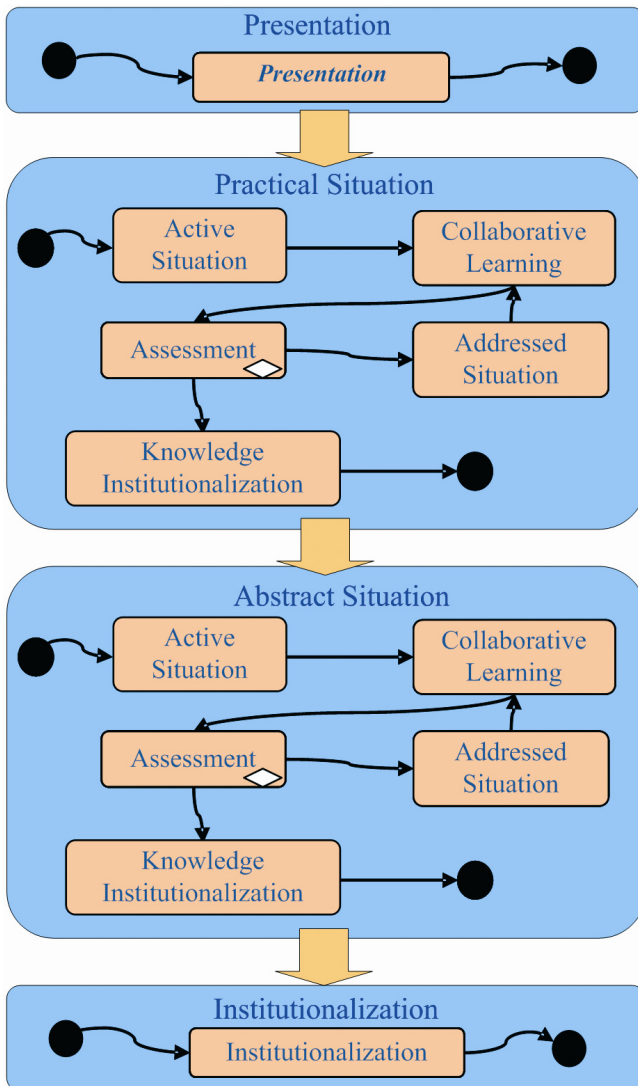 Presentation
Presentation
Practical Situation
Active
Situation
Collaborative
Learning
Assessment
Addressed
Situation
Knowledge
Institutionalization
Abstract Situation
Active
Situation
Collaborative
Learning
Assessment
Addressed
Situation
Knowledge
Institutionalization
Institutionalization
Institutionalization